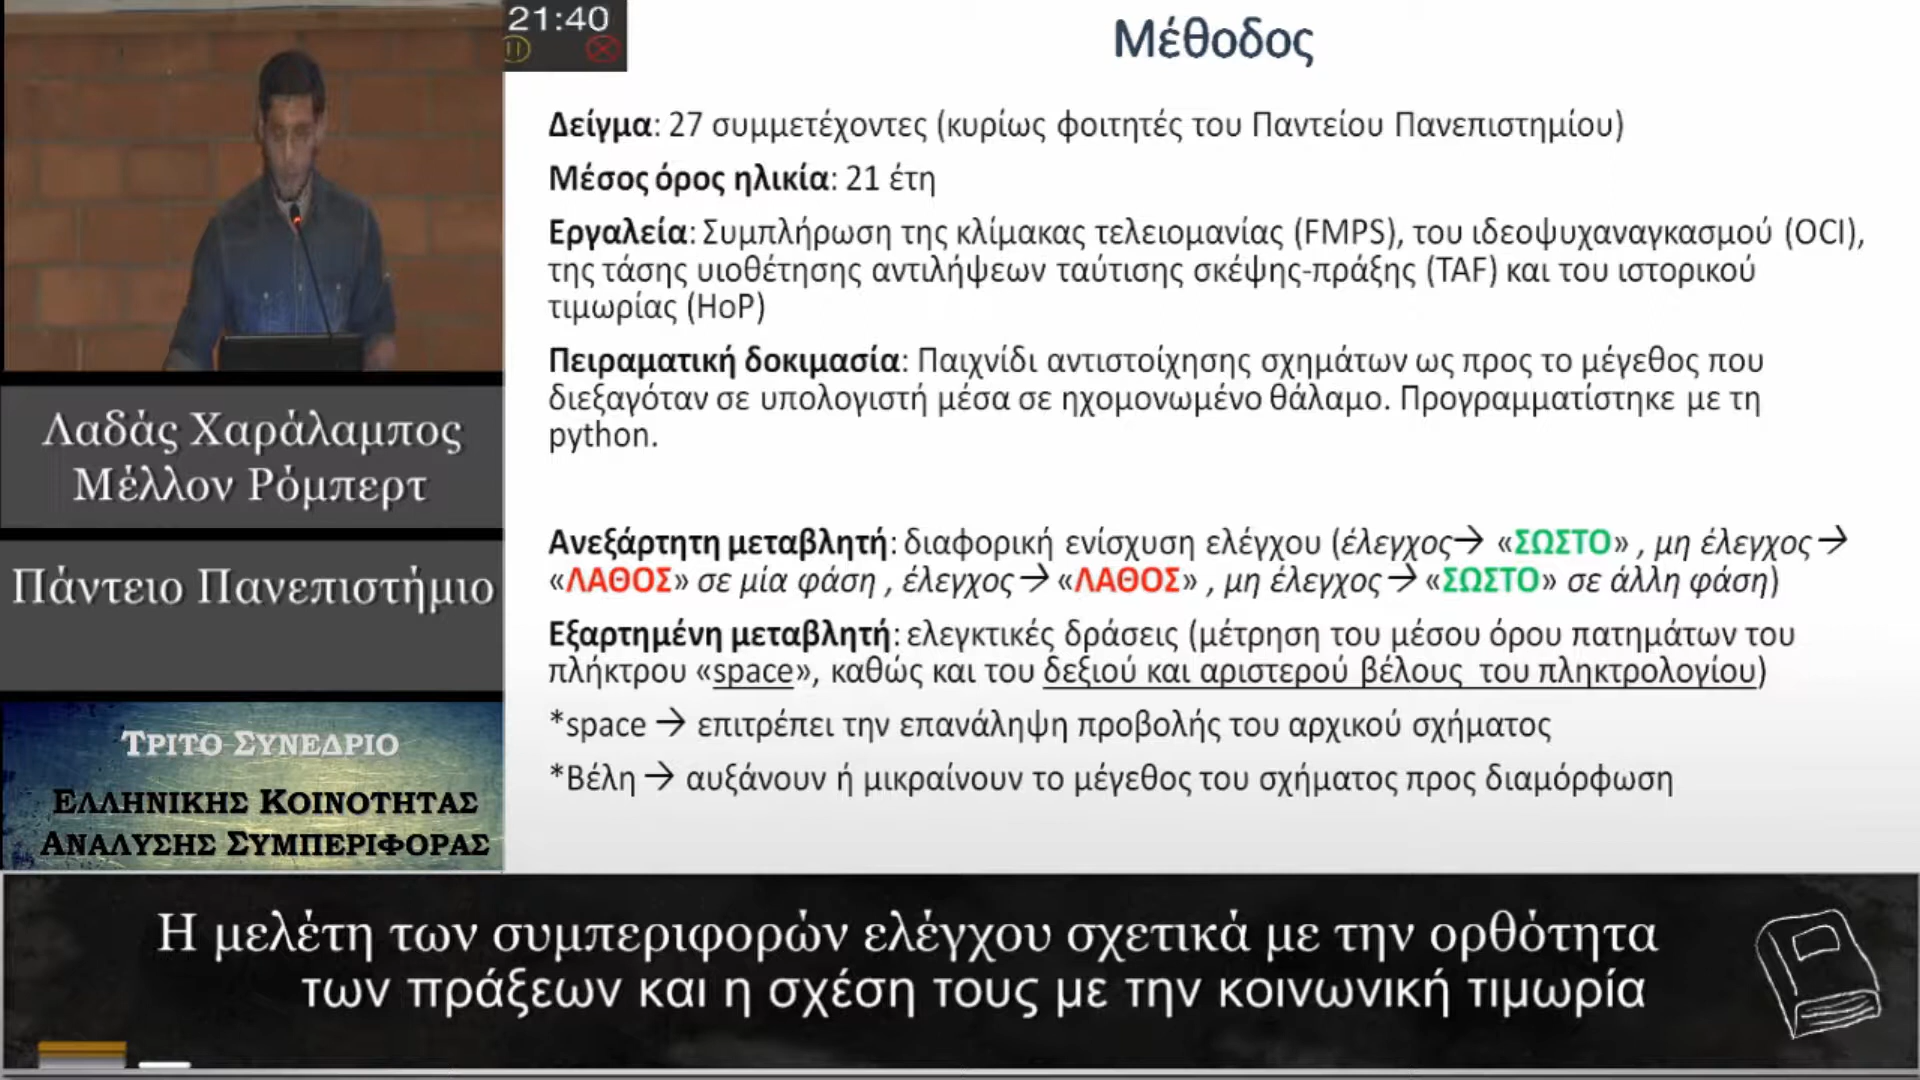 21:40
Μέθοδος
Δείγμα: 27 συμμετέχοντες (κυρίως φοιτητές του Παντείου Πανεπιστημίου)
Μέσος όρος ηλικία: 21 έτη
Εργαλεία: Συμπλήρωση της κλίμακας τελειομανίας (FMPS), του ιδεοψυχαναγκασμού (OCI),
της τάσης υιοθέτησης αντιλήψεων ταύτισης σκέψης-πράξης (TAF) και του ιστορικού
τιμωρίας (HoP)
Πειραματική δοκιμασία: Παιχνίδι αντιστοίχησης σχημάτων ως προς το μέγεθος που
διεξαγόταν σε υπολογιστή μέσα σε ηχομονωμένο θάλαμο. Προγραμματίστηκε με τη
python.
Ανεξάρτητη μεταβλητή: διαφορική ενίσχυση ελέγχου (έλεγχος→ «ΣΩΣΤΟ» , μη έλεγχος→
«ΛΑΘΟΣ» σε μία φάση , έλεγχος→ «ΛΑΘΟΣ» , μη έλεγχος→ «ΣΩΣΤΟ» σε άλλη φάση)
Εξαρτημένη μεταβλητή: ελεγκτικές δράσεις (μέτρηση του μέσου όρου πατημάτων του
πλήκτρου «space», καθώς και του δεξιού και αριστερού βέλους του πληκτρολογίου)
*space → επιτρέπει την επανάληψη προβολής του αρχικού σχήματος
*Βέλη → αυξάνουν ή μικραίνουν το μέγεθος του σχήματος προς διαμόρφωση
Λαδάς Χαράλαμπος
Μέλλον Ρόμπερτ
Πάντειο Πανεπιστήμιο
ΤΡΙΤΟ ΣΥΝΕΔΡΙΟ
ΕΛΛΗΝΙΚΗΣ ΚΟΙΝΟΤΗΤΑΣ
ΑΝΑΛΥΣΗΣ ΣΥΜΠΕΡΙΦΟΡΑΣ
Η μελέτη των συμπεριφορών ελέγχου σχετικά με την ορθότητα
των πράξεων και η σχέση τους με την κοινωνική τιμωρία